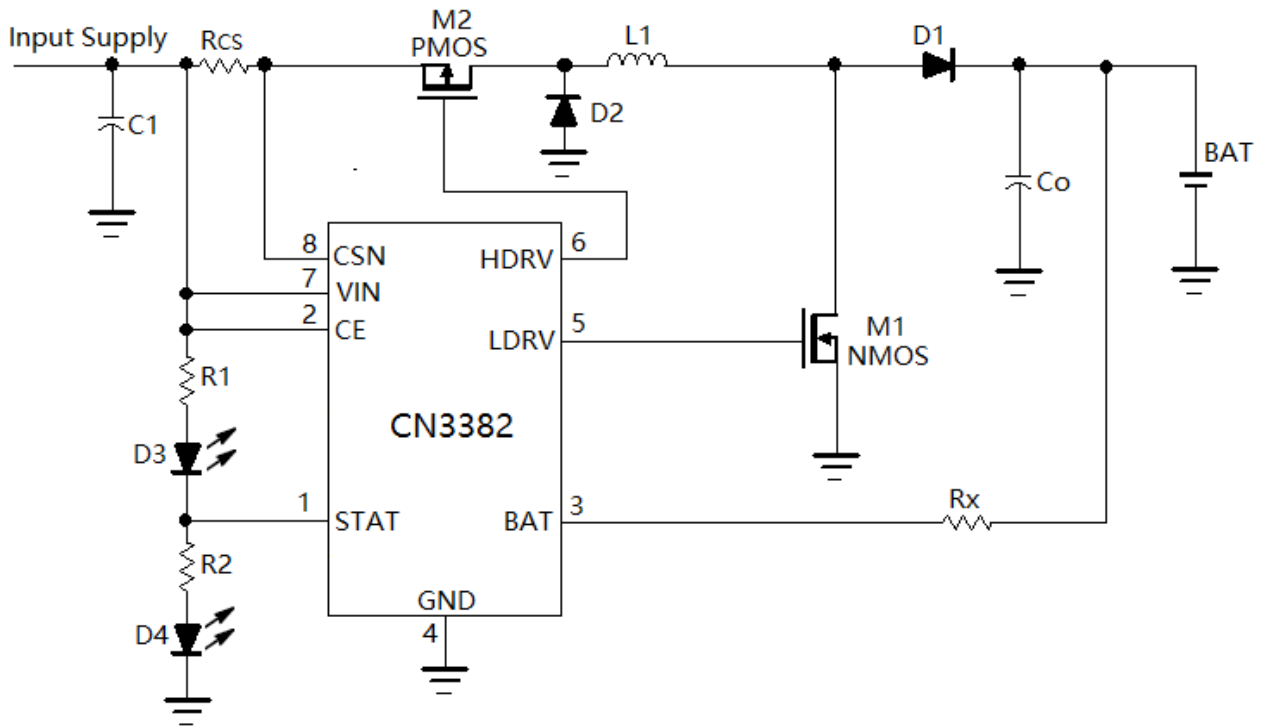 M2
PMOS
L1
D1
Input Supply
RCS
C1
D2
BAT
Co
8
CSN
HDRV
6
7
VIN
2
CE
LDRV
5
M1
NMOS
R1
CN3382
D3
1
STAT
BAT
3
Rx
R2
GND
4
D4